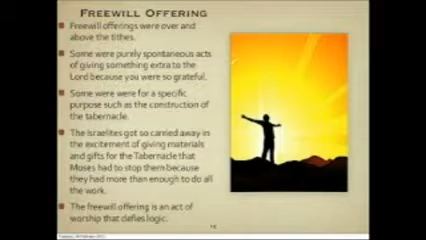 Freewill Offering
Freewill offerings were over and
above the tithes.
Some were purely spontaneous acts
of giving something extra to the
Lord because you were so grateful.
Some were were for a specific
purpose such as the construction of
the tabernacle.
The Israelites got so carried away in
the excitement of giving materials
and gifts for the Tabernacle that
Moses had to stop them because
they had more than enough to do all
the work.
The freewill offering is an act of
worship that defies logic.